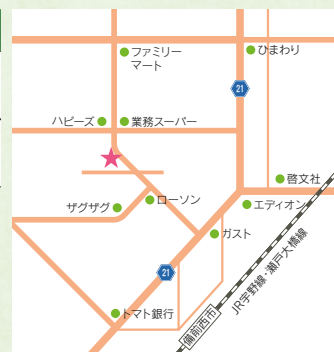 ファミリー
マート
ひまわり
21
ハピーズ
業務スーパー
啓文社
ザグザグ
ローソン
エディオン
ガスト
21
JR宇野線・瀬戸大橋線
トマト銀行
備前西市